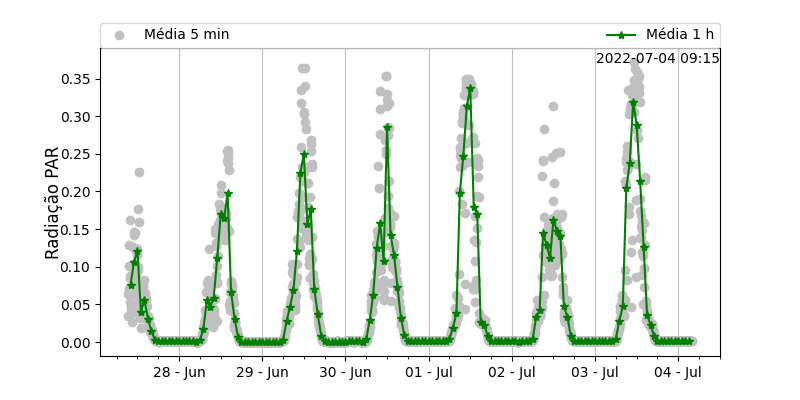 Média 5 min
Média 1 h
2022-07-04 09:15
Radiação PAR
0.35
0.30
0.25
0.20
0.15
0.10
0.05
0.00
28 - Jun
29 - Jun
30 - Jun
01 - Jul
02 - Jul
03 - Jul
04 - Jul